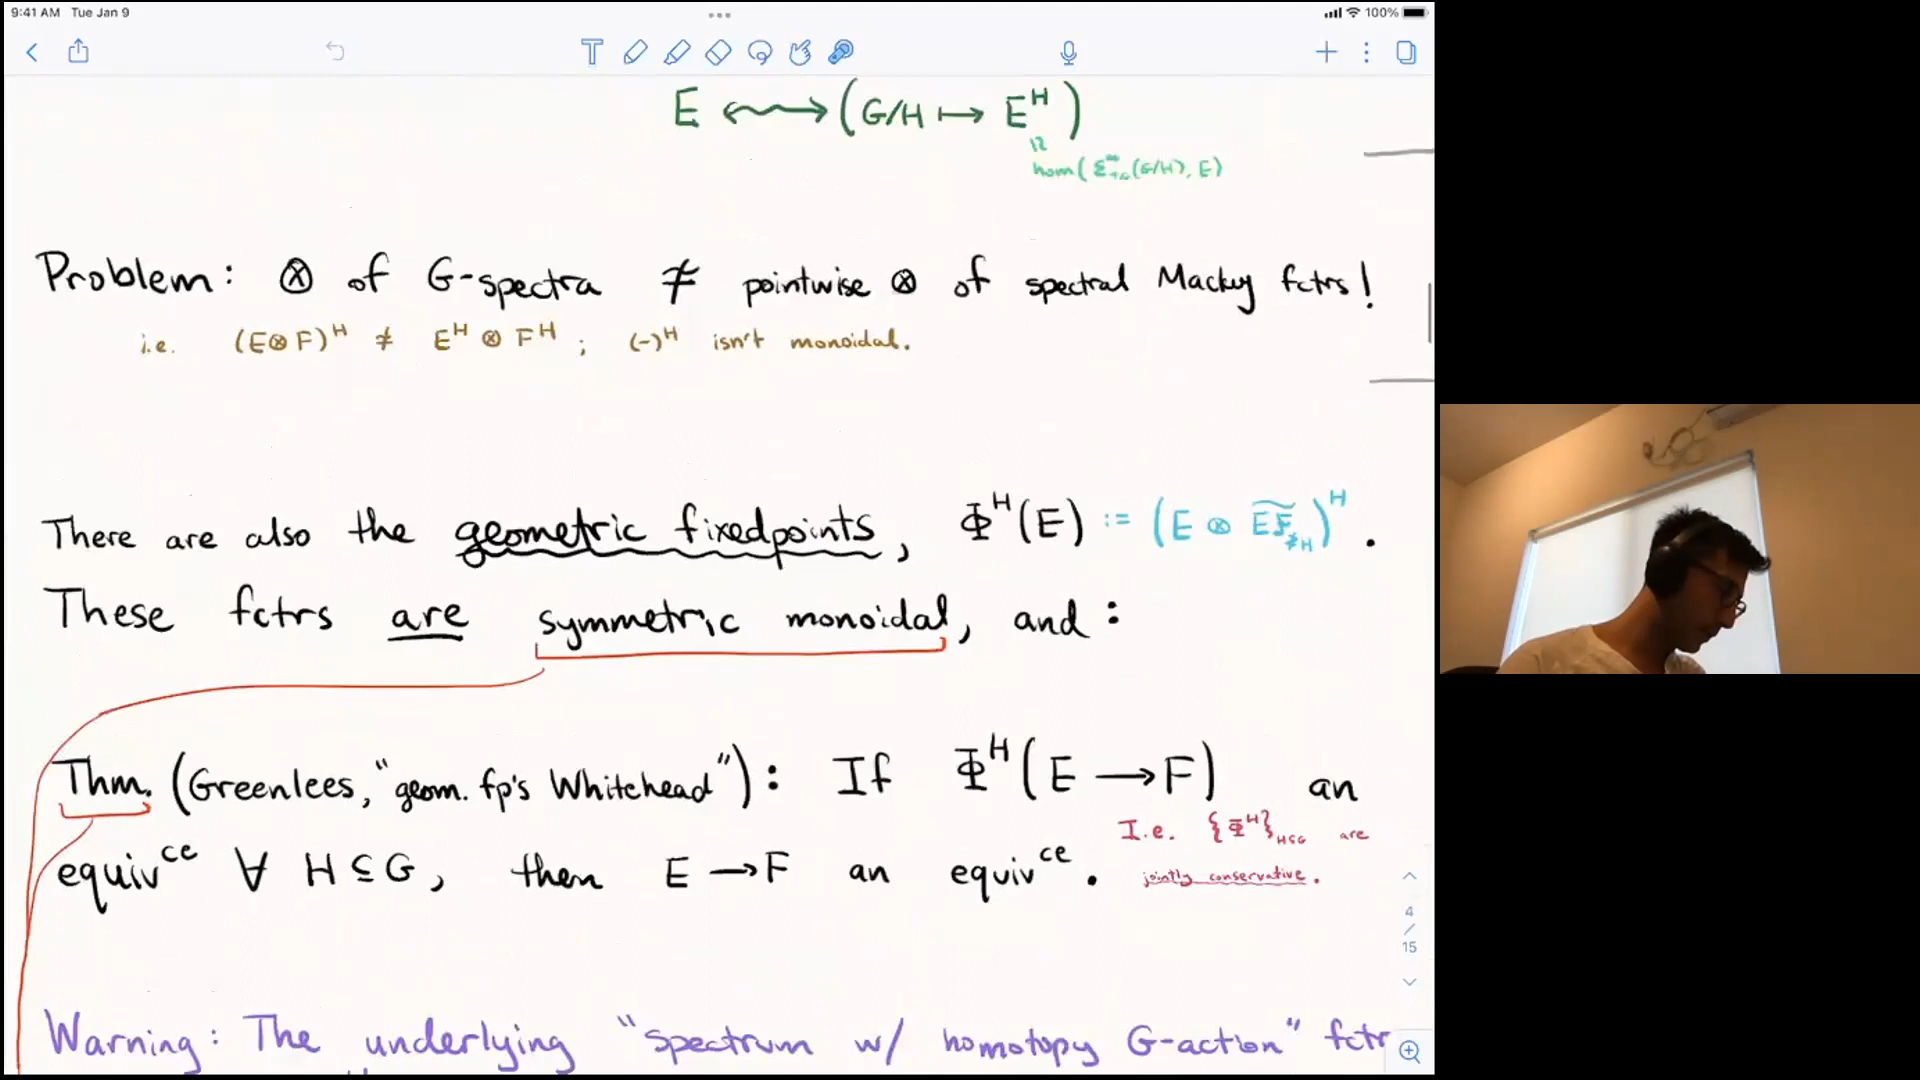 9:41 AM Tue Jan 9
100%
E ↭ (G/H ↦ E^H)
≃
hom(Σ^∞_{+G}(G/H), E)
Problem: ⊗ of G-spectra ≠ pointwise ⊗ of spectral Mackey fctrs!
i.e. (E⊗F)^H ≄ E^H ⊗ F^H ; (-)^H isn't monoidal.
There are also the geometric fixedpoints, Φ^H(E) := (E ⊗ \widetilde{EF}_{≱H})^H.
These fctrs are symmetric monoidal, and:
Thm. (Greenlees, "geom. fp's Whitehead"): If Φ^H(E → F) an
equiv^ce ∀ H ⊆ G, then E → F an equiv^ce.
I.e. {Φ^H}_{H≤G} are
jointly conservative.
4
/
15
Warning: The underlying "spectrum w/ homotopy G-action" fctr